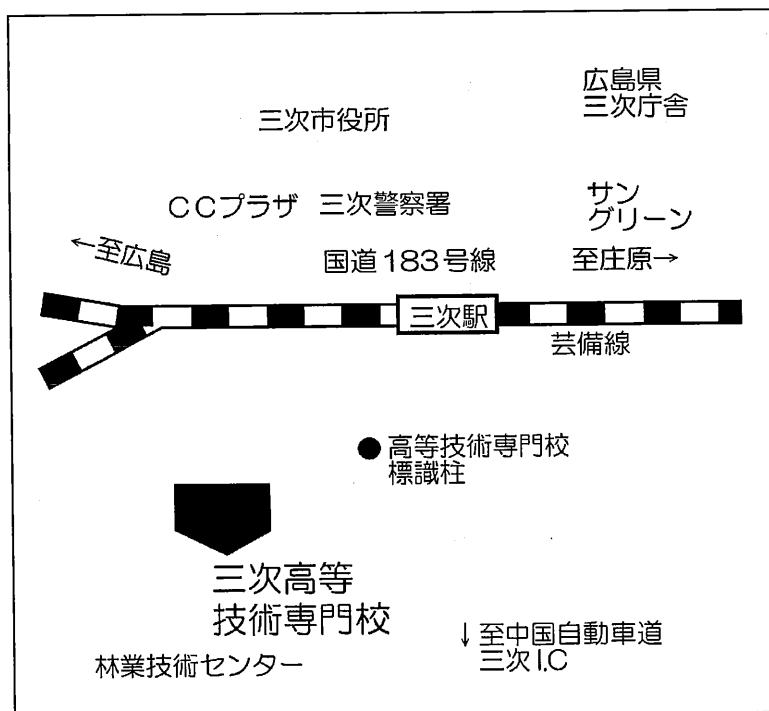 広島県
三次庁舎
三次市役所
CCプラザ
三次警察署
サン
グリーン
←至広島
国道183号線
至庄原→
三次駅
芸備線
●高等技術専門校
標識柱
三次高等
技術専門校
林業技術センター
↓至中国自動車道
三次I.C